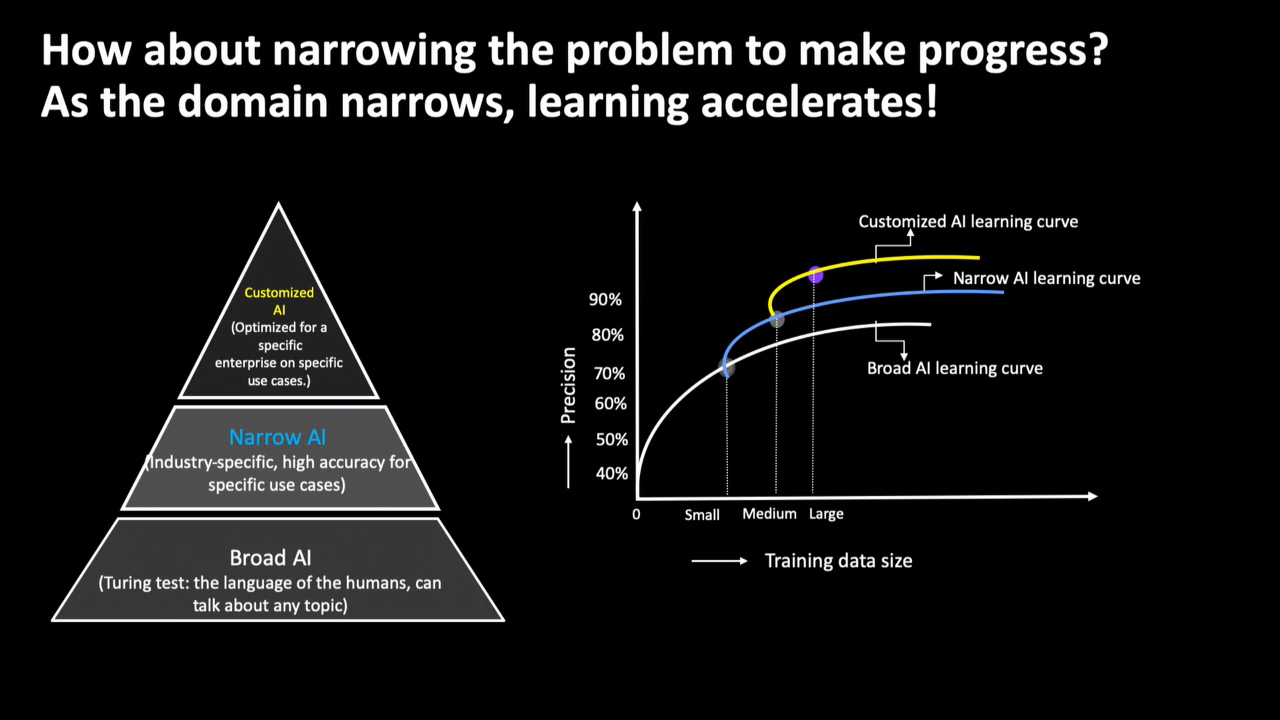 How about narrowing the problem to make progress?
As the domain narrows, learning accelerates!
Customized
AI
(Optimized for a
specific
enterprise on specific
use cases.)
Narrow AI
(Industry-specific, high accuracy for
specific use cases)
Broad AI
(Turing test: the language of the humans, can
talk about any topic)
Customized AI learning curve
Narrow AI learning curve
Broad AI learning curve
Precision
90%
80%
70%
60%
50%
40%
0
Small
Medium
Large
Training data size